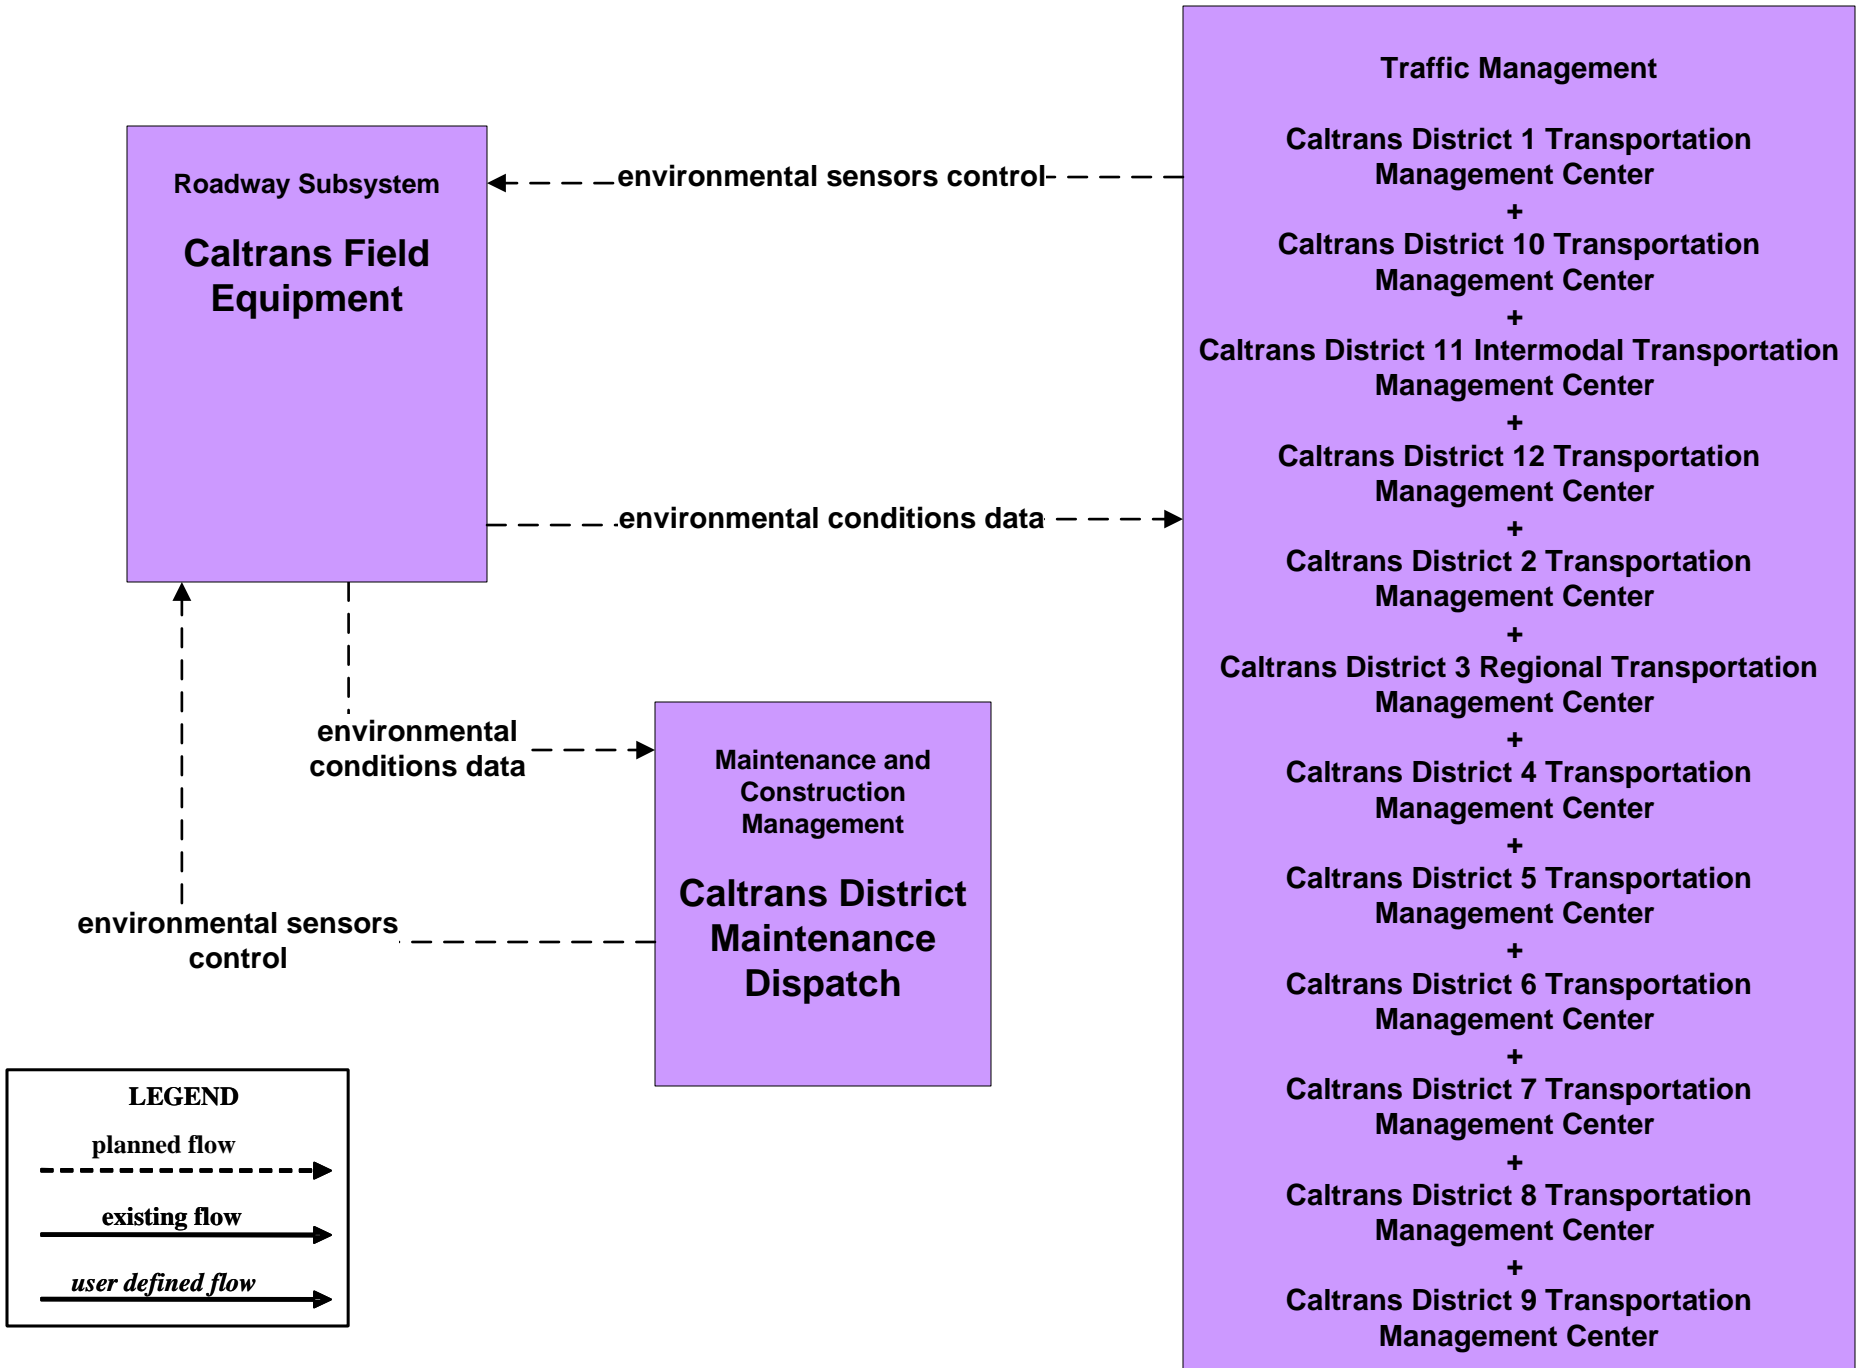 Roadway Subsystem
Caltrans Field
Equipment
environmental sensors control
environmental conditions data
environmental
conditions data
environmental sensors
control
Maintenance and
Construction
Management
Caltrans District
Maintenance
Dispatch
Traffic Management
Caltrans District 1 Transportation
Management Center
+
Caltrans District 10 Transportation
Management Center
+
Caltrans District 11 Intermodal Transportation
Management Center
+
Caltrans District 12 Transportation
Management Center
+
Caltrans District 2 Transportation
Management Center
+
Caltrans District 3 Regional Transportation
Management Center
+
Caltrans District 4 Transportation
Management Center
+
Caltrans District 5 Transportation
Management Center
+
Caltrans District 6 Transportation
Management Center
+
Caltrans District 7 Transportation
Management Center
+
Caltrans District 8 Transportation
Management Center
+
Caltrans District 9 Transportation
Management Center
LEGEND
planned flow
existing flow
user defined flow